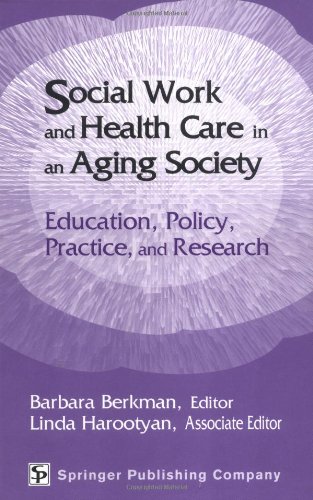 Social Work
and Health Care in
an Aging Society
Education, Policy,
Practice, and Research
Barbara Berkman, Editor
Linda Harootyan, Associate Editor
SP Springer Publishing Company